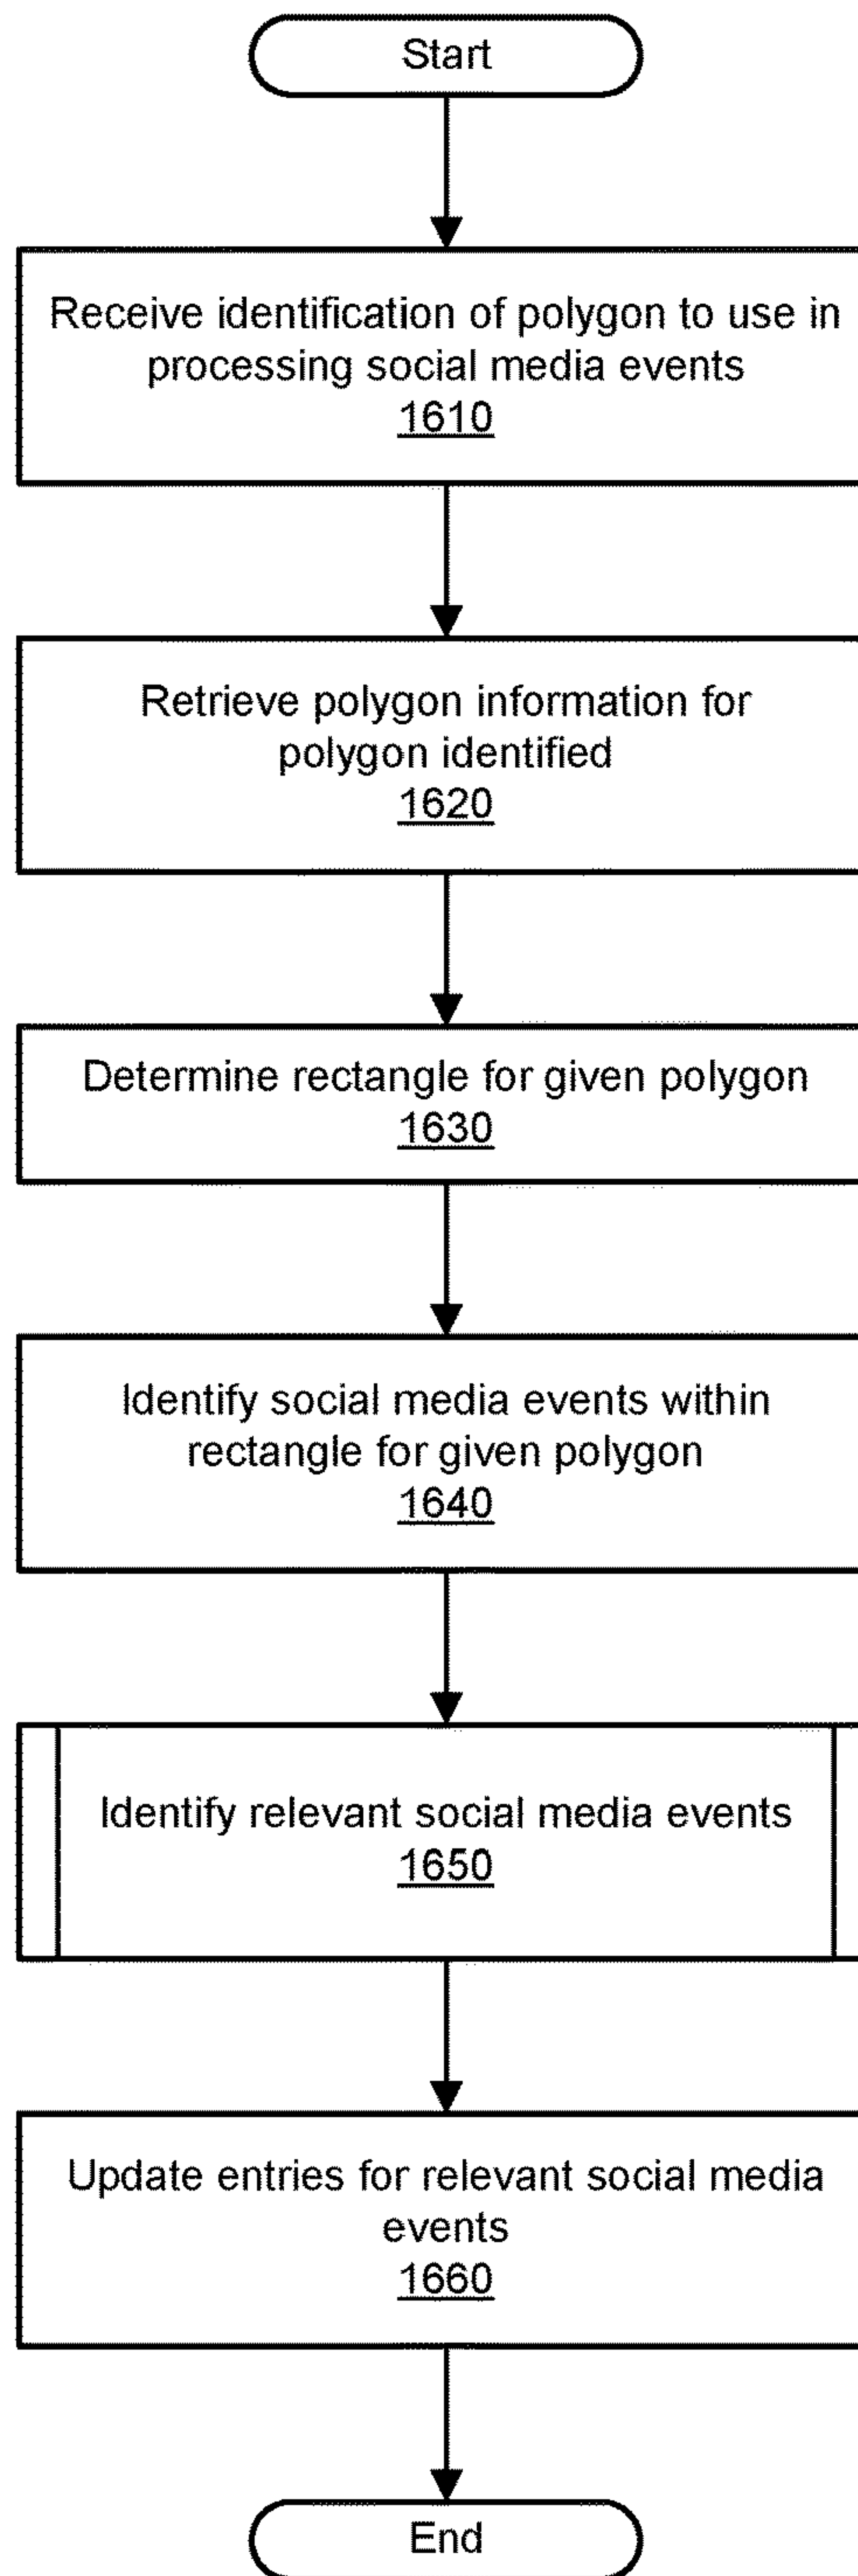 Start
Receive identification of polygon to use in
processing social media events
1610
Retrieve polygon information for
polygon identified
1620
Determine rectangle for given polygon
1630
Identify social media events within
rectangle for given polygon
1640
Identify relevant social media events
1650
Update entries for relevant social media
events
1660
End